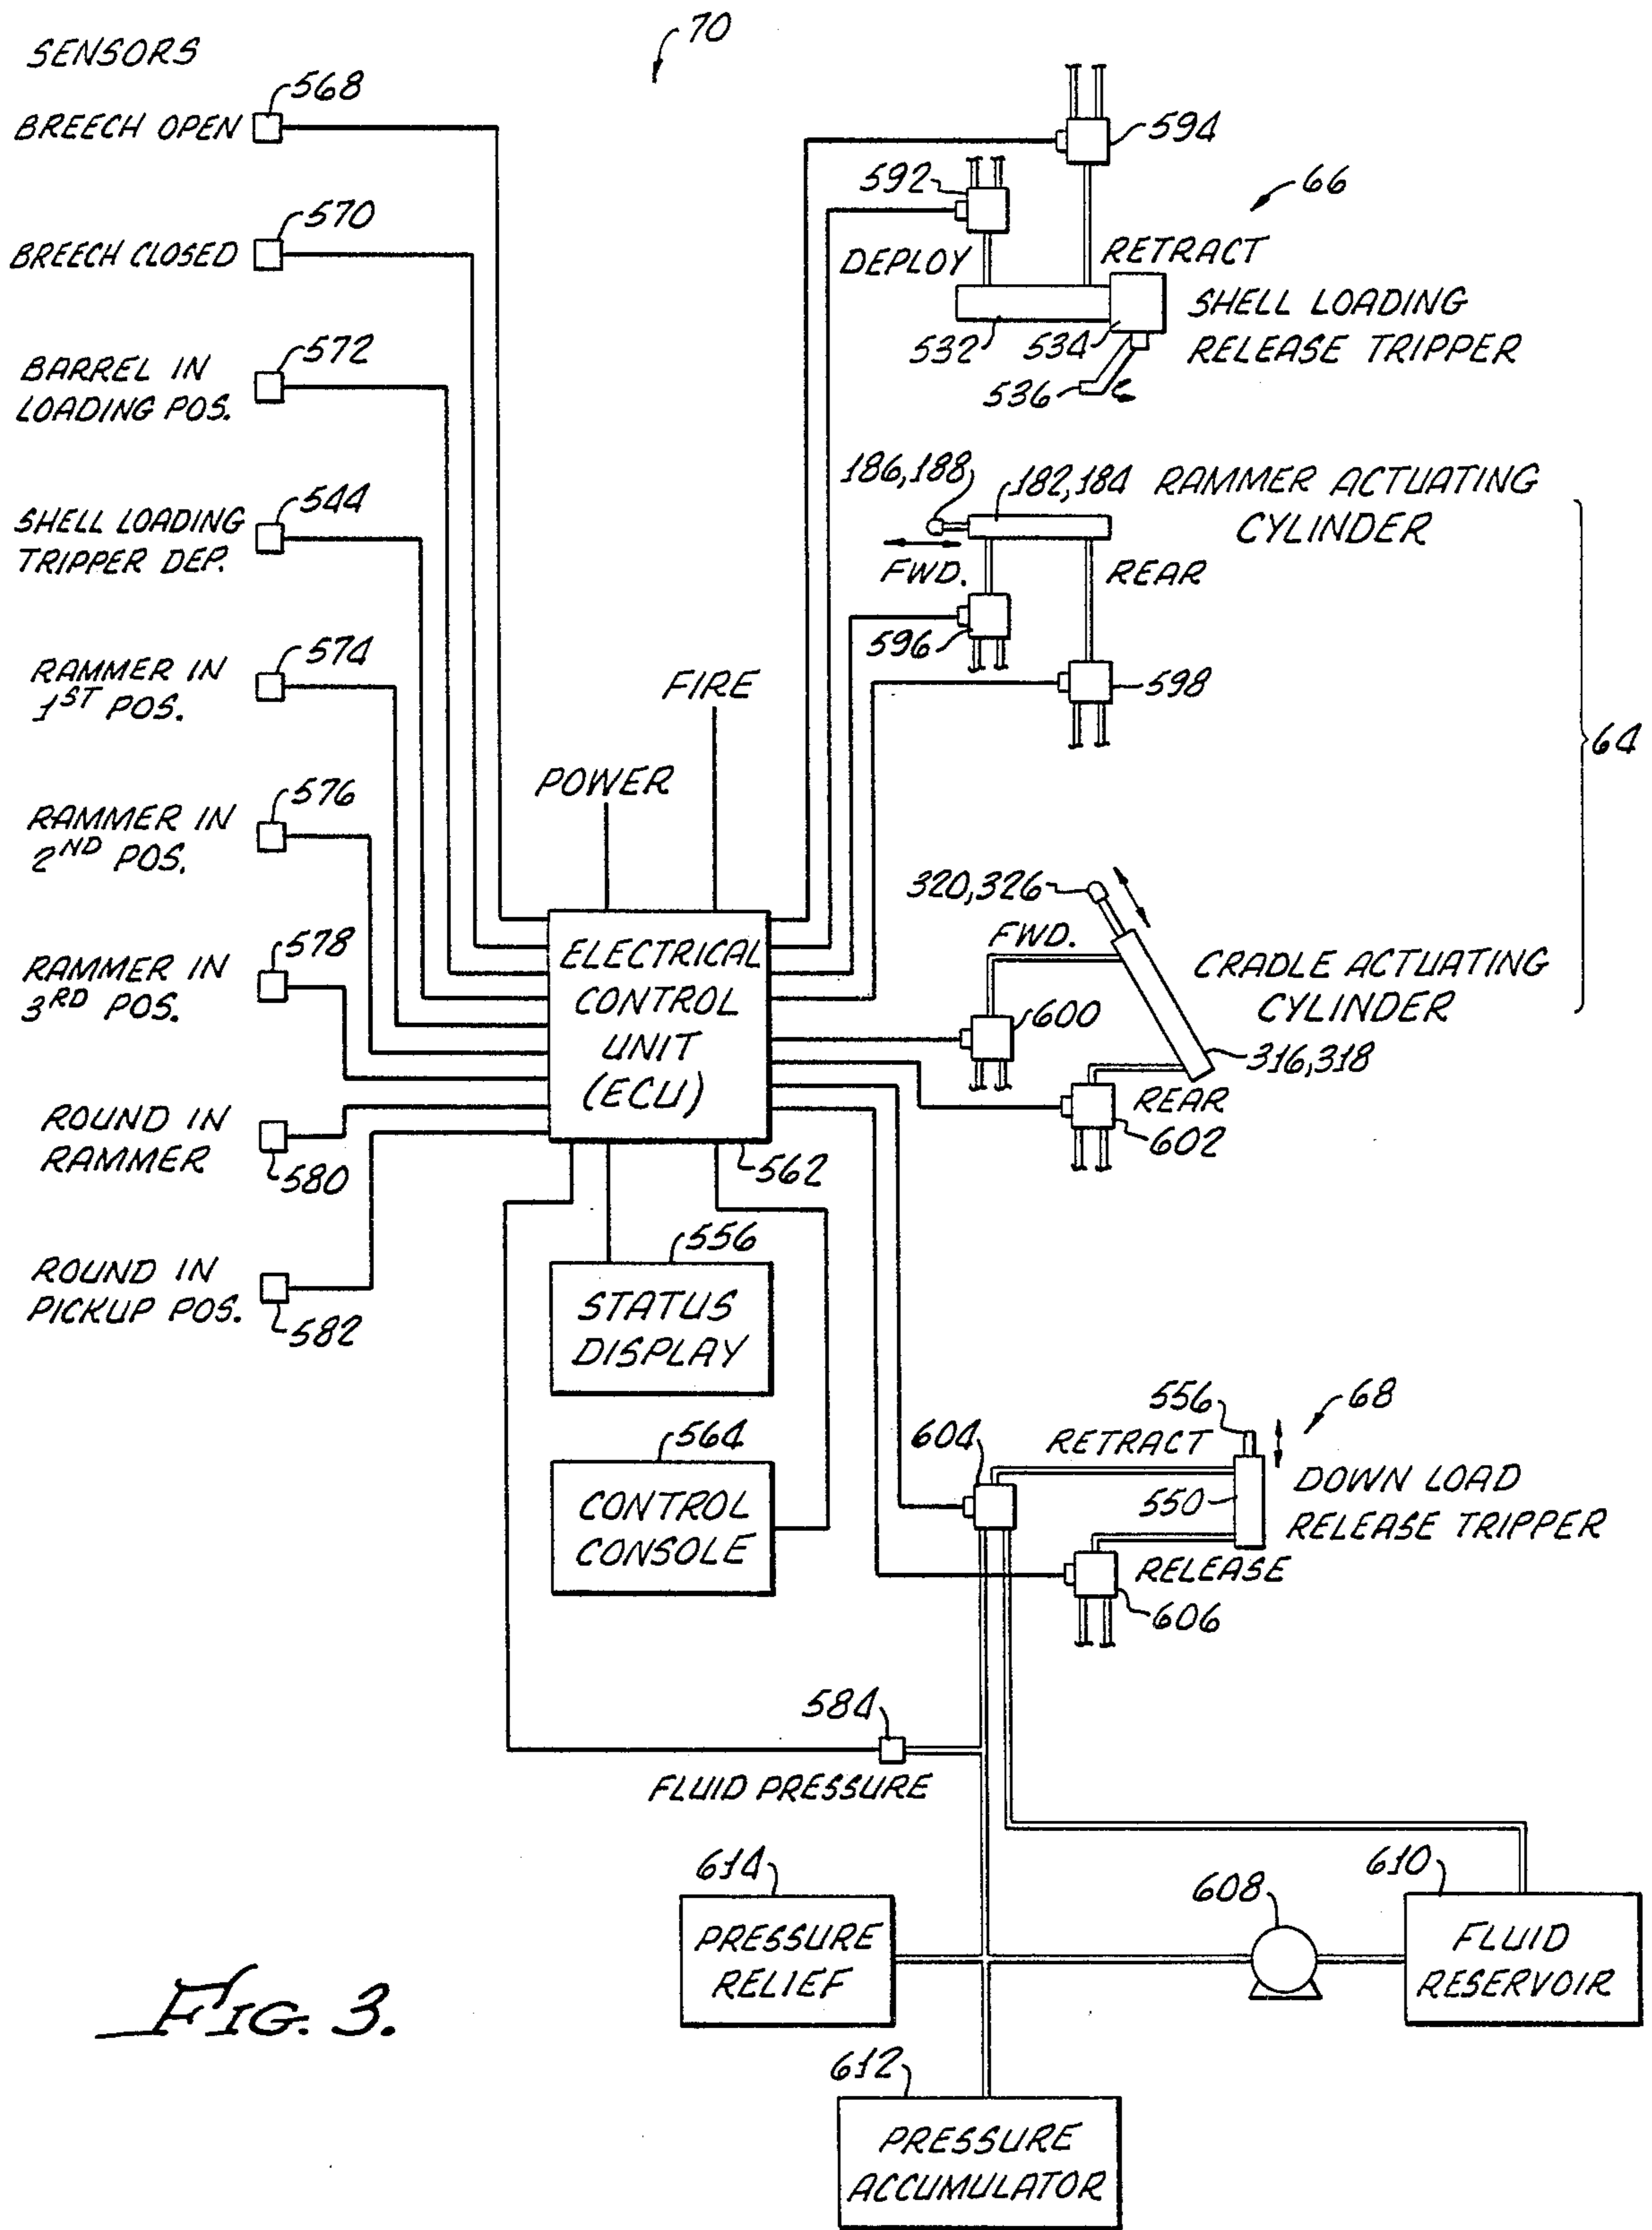 SENSORS
70
568
BREECH OPEN
570
BREECH CLOSED
572
BARREL IN
LOADING POS.
544
SHELL LOADING
TRIPPER DEP.
574
RAMMER IN
1ST POS.
576
RAMMER IN
2ND POS.
578
RAMMER IN
3RD POS.
ROUND IN
RAMMER
580
ROUND IN
PICKUP POS.
582
FIRE
POWER
ELECTRICAL
CONTROL
UNIT
(ECU)
562
556
STATUS
DISPLAY
564
CONTROL
CONSOLE
594
592
66
DEPLOY
RETRACT
SHELL LOADING
RELEASE TRIPPER
532
534
536
186,188
182,184
RAMMER ACTUATING
CYLINDER
FWD.
REAR
596
598
64
320,326
FWD.
CRADLE ACTUATING
CYLINDER
600
316,318
REAR
602
556
68
604
RETRACT
DOWN LOAD
RELEASE TRIPPER
550
RELEASE
606
584
FLUID PRESSURE
614
PRESSURE
RELIEF
608
610
FLUID
RESERVOIR
612
PRESSURE
ACCUMULATOR
FIG. 3.